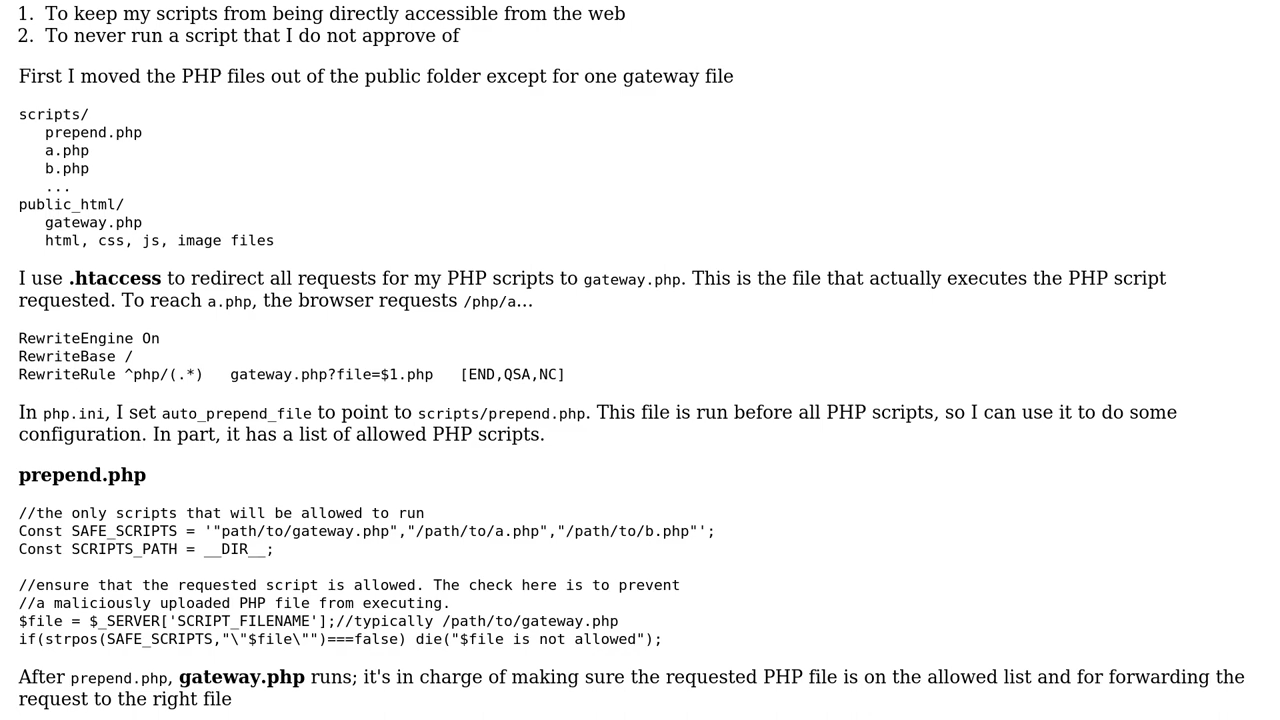 1. To keep my scripts from being directly accessible from the web
2. To never run a script that I do not approve of
First I moved the PHP files out of the public folder except for one gateway file
scripts/
prepend.php
a.php
b.php
...
public_html/
gateway.php
html, css, js, image files
I use .htaccess to redirect all requests for my PHP scripts to gateway.php. This is the file that actually executes the PHP script
requested. To reach a.php, the browser requests /php/a...
RewriteEngine On
RewriteBase /
RewriteRule ^php/(.*)   gateway.php?file=$1.php   [END,QSA,NC]
In php.ini, I set auto_prepend_file to point to scripts/prepend.php. This file is run before all PHP scripts, so I can use it to do some
configuration. In part, it has a list of allowed PHP scripts.
prepend.php
//the only scripts that will be allowed to run
Const SAFE_SCRIPTS = '"path/to/gateway.php","/path/to/a.php","/path/to/b.php"';
Const SCRIPTS_PATH = __DIR__;
//ensure that the requested script is allowed. The check here is to prevent
//a maliciously uploaded PHP file from executing.
$file = $_SERVER['SCRIPT_FILENAME'];//typically /path/to/gateway.php
if(strpos(SAFE_SCRIPTS,"\"$file\"")===false) die("$file is not allowed");
After prepend.php, gateway.php runs; it's in charge of making sure the requested PHP file is on the allowed list and for forwarding the
request to the right file